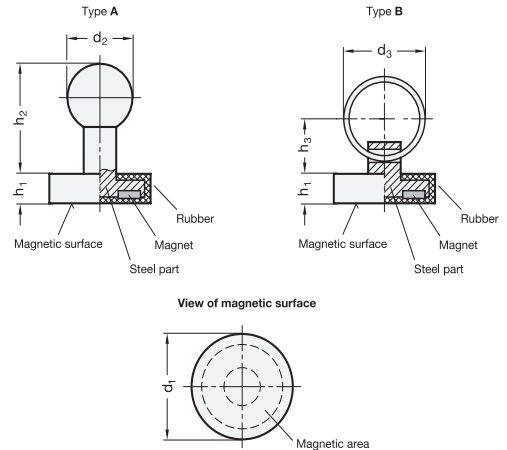 Type A
Type B
d2
d3
h2
h3
h1
h1
Rubber
Rubber
Magnetic surface
Magnet
Magnetic surface
Magnet
Steel part
Steel part
View of magnetic surface
d1
Magnetic area